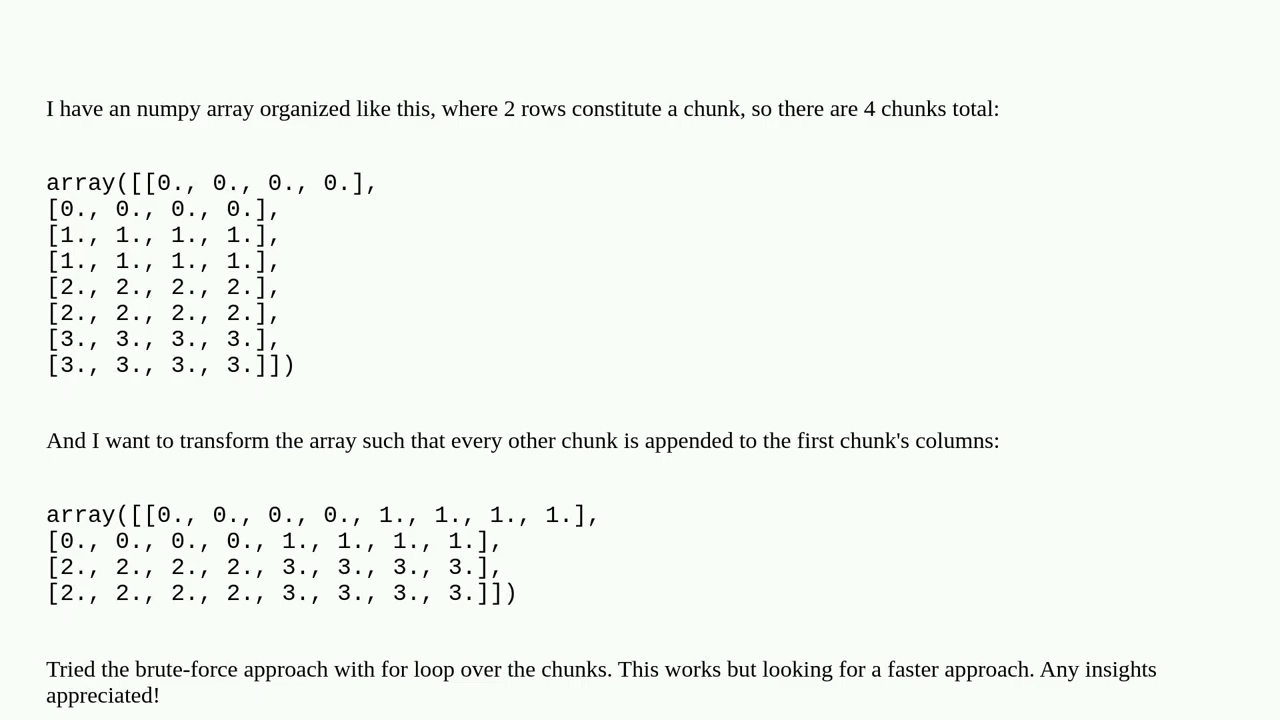 I have an numpy array organized like this, where 2 rows constitute a chunk, so there are 4 chunks total:
array([[0., 0., 0., 0.],
[0., 0., 0., 0.],
[1., 1., 1., 1.],
[1., 1., 1., 1.],
[2., 2., 2., 2.],
[2., 2., 2., 2.],
[3., 3., 3., 3.],
[3., 3., 3., 3.]])
And I want to transform the array such that every other chunk is appended to the first chunk's columns:
array([[0., 0., 0., 0., 1., 1., 1., 1.],
[0., 0., 0., 0., 1., 1., 1., 1.],
[2., 2., 2., 2., 3., 3., 3., 3.],
[2., 2., 2., 2., 3., 3., 3., 3.]])
Tried the brute-force approach with for loop over the chunks. This works but looking for a faster approach. Any insights
appreciated!